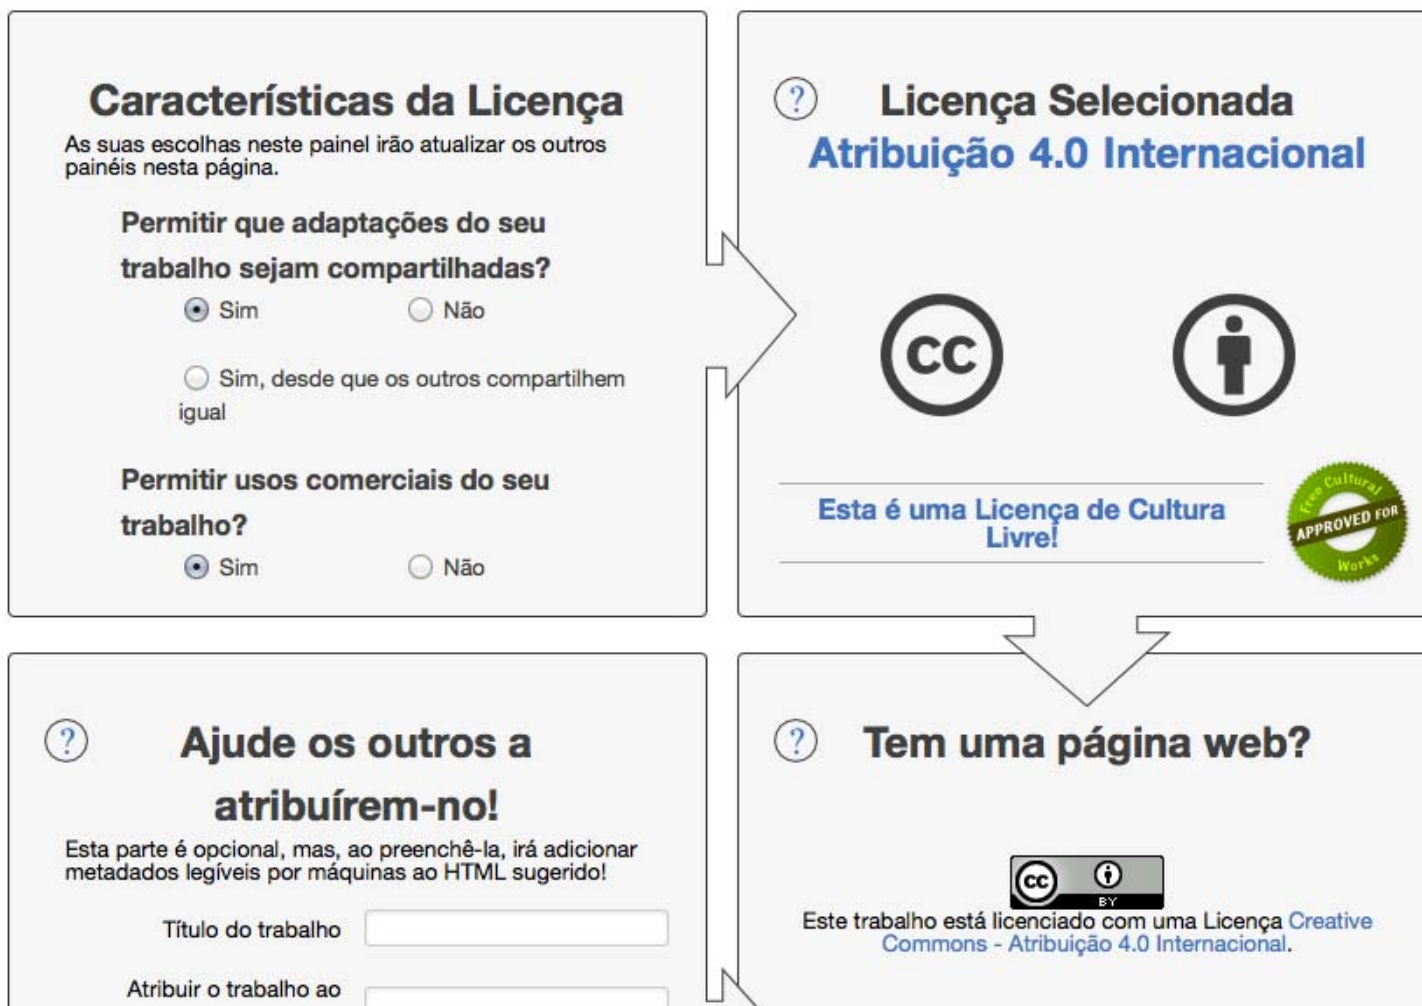 Características da Licença
As suas escolhas neste painel irão atualizar os outros
painéis nesta página.
Permitir que adaptações do seu
trabalho sejam compartilhadas?
Sim
Não
Sim, desde que os outros compartilhem
igual
Permitir usos comerciais do seu
trabalho?
Sim
Não
?
Licença Selecionada
Atribuição 4.0 Internacional
cc
Esta é uma Licença de Cultura
Livre!
Free Cultural
APPROVED FOR
Works
?
Ajude os outros a
atribuírem-no!
Esta parte é opcional, mas, ao preenchê-la, irá adicionar
metadados legíveis por máquinas ao HTML sugerido!
Título do trabalho
Atribuir o trabalho ao
?
Tem uma página web?
cc
BY
Este trabalho está licenciado com uma Licença Creative
Commons - Atribuição 4.0 Internacional.